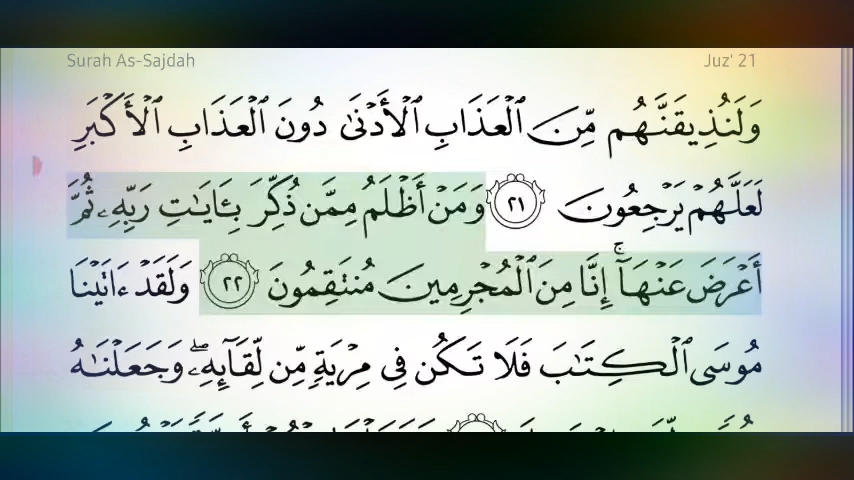 Surah As-Sajdah Juz' 21
وَلَنُذِيقَنَّهُم مِّنَ ٱلْعَذَابِ ٱلْأَدْنَىٰ دُونَ ٱلْعَذَابِ ٱلْأَكْبَرِ
لَعَلَّهُمْ يَرْجِعُونَ ٢١ وَمَنْ أَظْلَمُ مِمَّن ذُكِّرَ بِـَٔايَـٰتِ رَبِّهِۦ ثُمَّ
أَعْرَضَ عَنْهَآ ۚ إِنَّا مِنَ ٱلْمُجْرِمِينَ مُنتَقِمُونَ ٢٢ وَلَقَدْ ءَاتَيْنَا
مُوسَى ٱلْكِتَـٰبَ فَلَا تَكُن فِى مِرْيَةٍ مِّن لِّقَآئِهِۦ ۖ وَجَعَلْنَـٰهُ